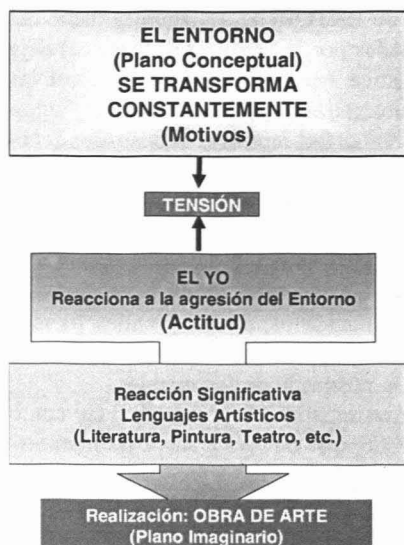 EL ENTORNO
(Plano Conceptual)
SE TRANSFORMA
CONSTANTEMENTE
(Motivos)
TENSIÓN
EL YO
Reacciona a la agresión del Entorno
(Actitud)
Reacción Significativa
Lenguajes Artísticos
(Literatura, Pintura, Teatro, etc.)
Realización: OBRA DE ARTE
(Plano Imaginario)